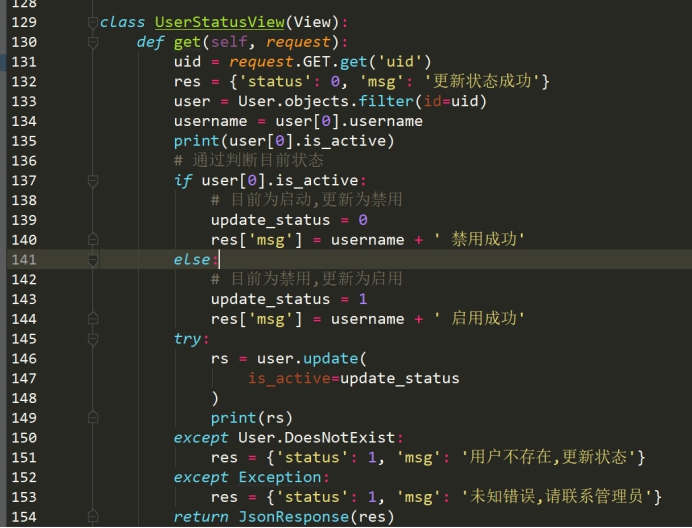 128
129 class UserStatusView(View):
130     def get(self, request):
131         uid = request.GET.get('uid')
132         res = {'status': 0, 'msg': '更新状态成功'}
133         user = User.objects.filter(id=uid)
134         username = user[0].username
135         print(user[0].is_active)
136         # 通过判断目前状态
137         if user[0].is_active:
138             # 目前为启动,更新为禁用
139             update_status = 0
140             res['msg'] = username + ' 禁用成功'
141         else:
142             # 目前为禁用,更新为启用
143             update_status = 1
144             res['msg'] = username + ' 启用成功'
145         try:
146             rs = user.update(
147                 is_active=update_status
148             )
149             print(rs)
150         except User.DoesNotExist:
151             res = {'status': 1, 'msg': '用户不存在,更新状态'}
152         except Exception:
153             res = {'status': 1, 'msg': '未知错误,请联系管理员'}
154         return JsonResponse(res)